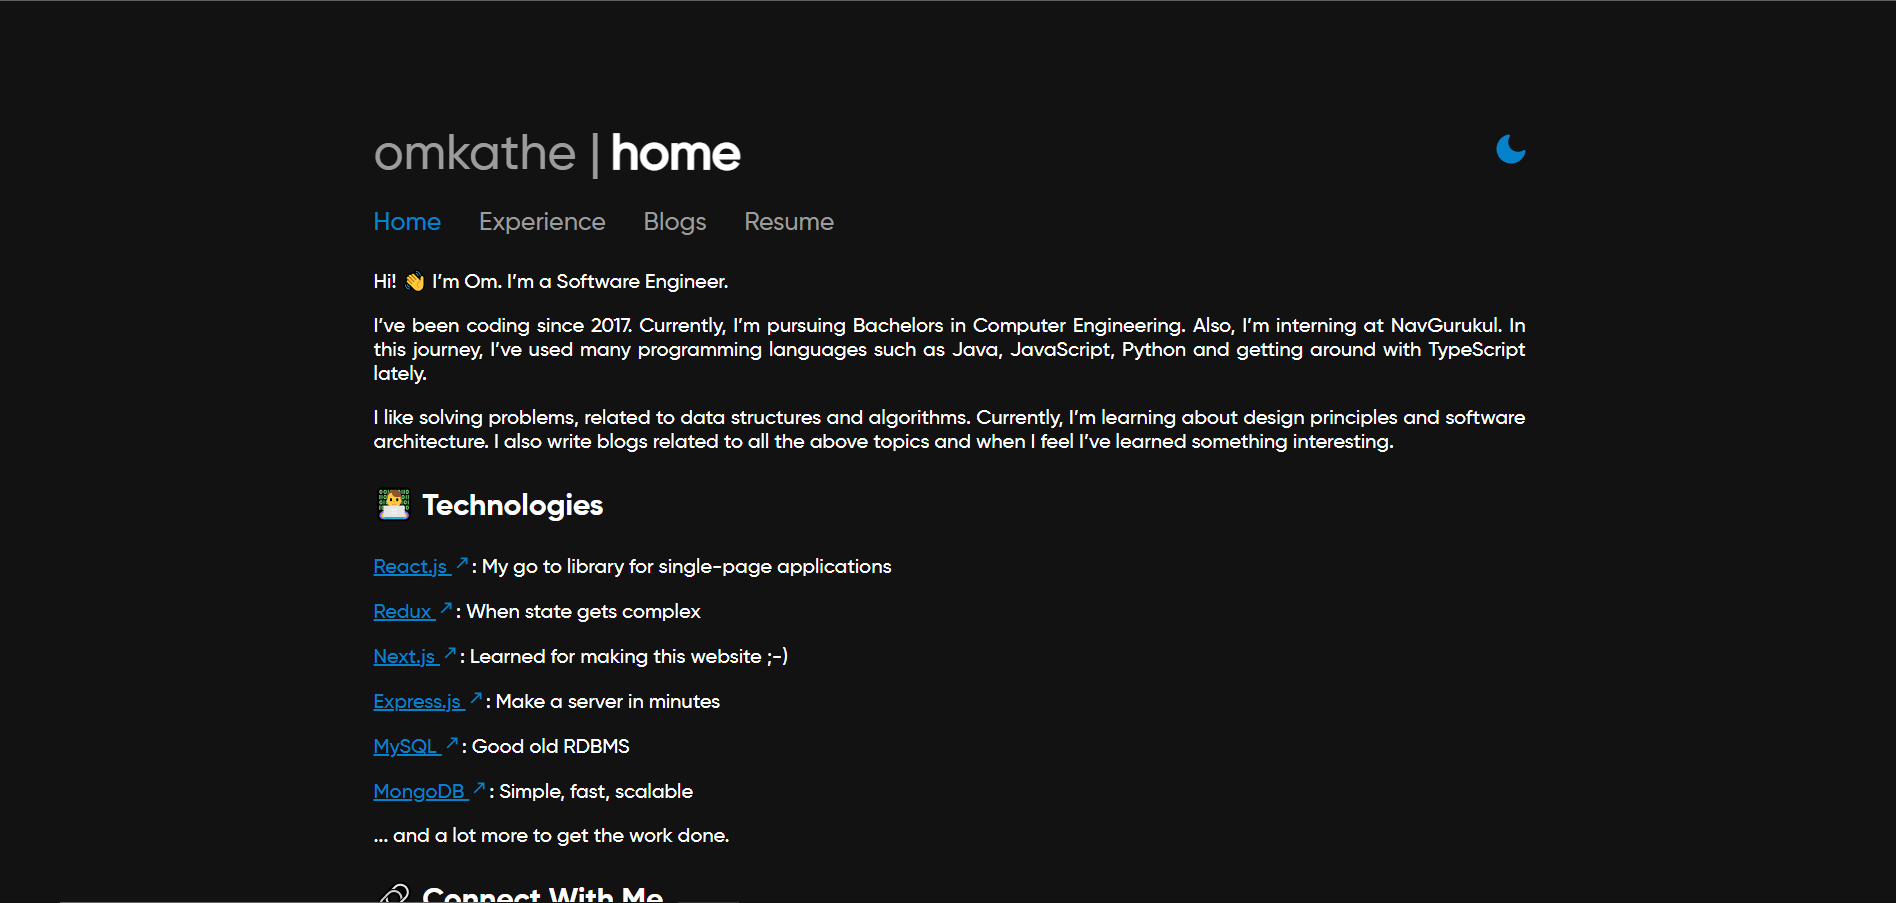 omkathe | home
Home Experience Blogs Resume
Hi! 👋 I’m Om. I’m a Software Engineer.
I’ve been coding since 2017. Currently, I’m pursuing Bachelors in Computer Engineering. Also, I’m interning at NavGurukul. In
this journey, I’ve used many programming languages such as Java, JavaScript, Python and getting around with TypeScript
lately.
I like solving problems, related to data structures and algorithms. Currently, I’m learning about design principles and software
architecture. I also write blogs related to all the above topics and when I feel I’ve learned something interesting.
👨‍💻 Technologies
React.js ↗: My go to library for single-page applications
Redux ↗: When state gets complex
Next.js ↗: Learned for making this website ;-)
Express.js ↗: Make a server in minutes
MySQL ↗: Good old RDBMS
MongoDB ↗: Simple, fast, scalable
... and a lot more to get the work done.
🔗 Connect With Me